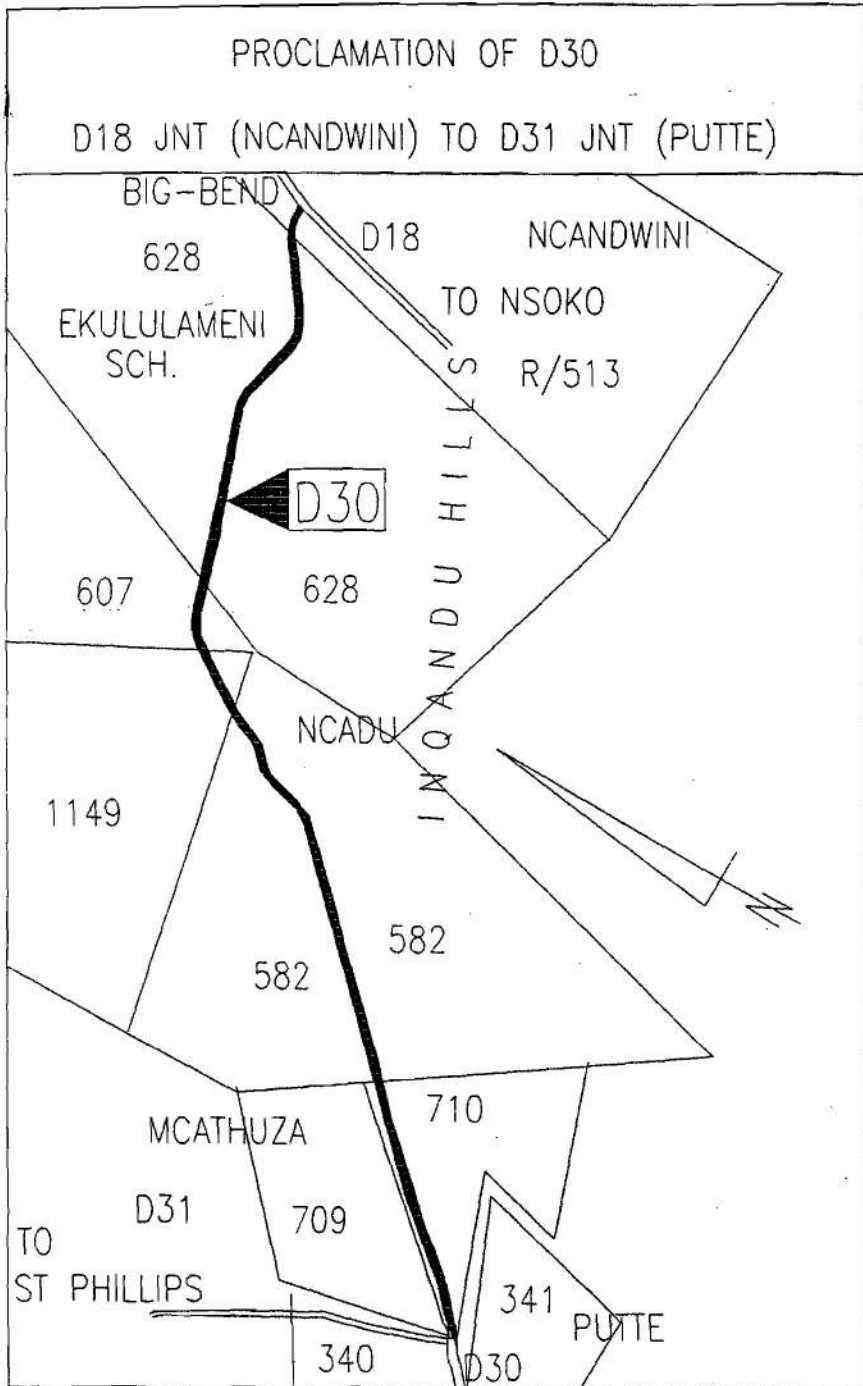 PROCLAMATION OF D30
D18 JNT (NCANDWINI) TO D31 JNT (PUTTE)
BIG-BEND
D18
NCANDWINI
628
TO NSOKO
EKULULAMENI
SCH.
R/513
D30
607
628
INQANDU HILLS
NCADU
N
1149
582
582
710
MCATHUZA
D31
709
TO
ST PHILLIPS
341
PUTTE
340
D30